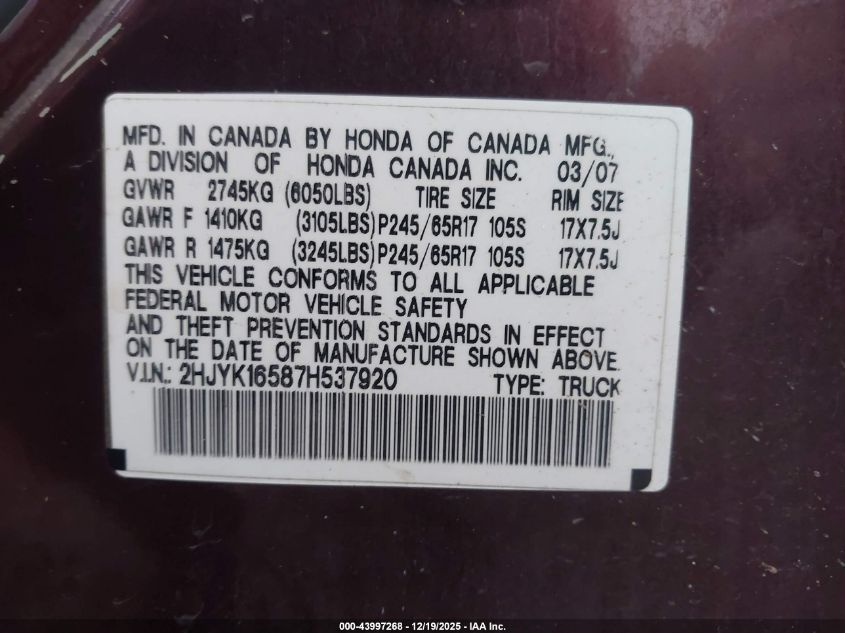 MFD. IN CANADA BY HONDA OF CANADA MFG.,
A DIVISION OF HONDA CANADA INC. 03/07
GVWR 2745KG (6050LBS) TIRE SIZE RIM SIZE
GAWR F 1410KG (3105LBS) P245/65R17 105S 17X7.5J
GAWR R 1475KG (3245LBS) P245/65R17 105S 17X7.5J
THIS VEHICLE CONFORMS TO ALL APPLICABLE
FEDERAL MOTOR VEHICLE SAFETY
AND THEFT PREVENTION STANDARDS IN EFFECT
ON THE DATE OF MANUFACTURE SHOWN ABOVE.
V.I.N.: 2HJYK16587H537920 TYPE: TRUCK
000-43997268 - 12/19/2025 - IAA Inc.